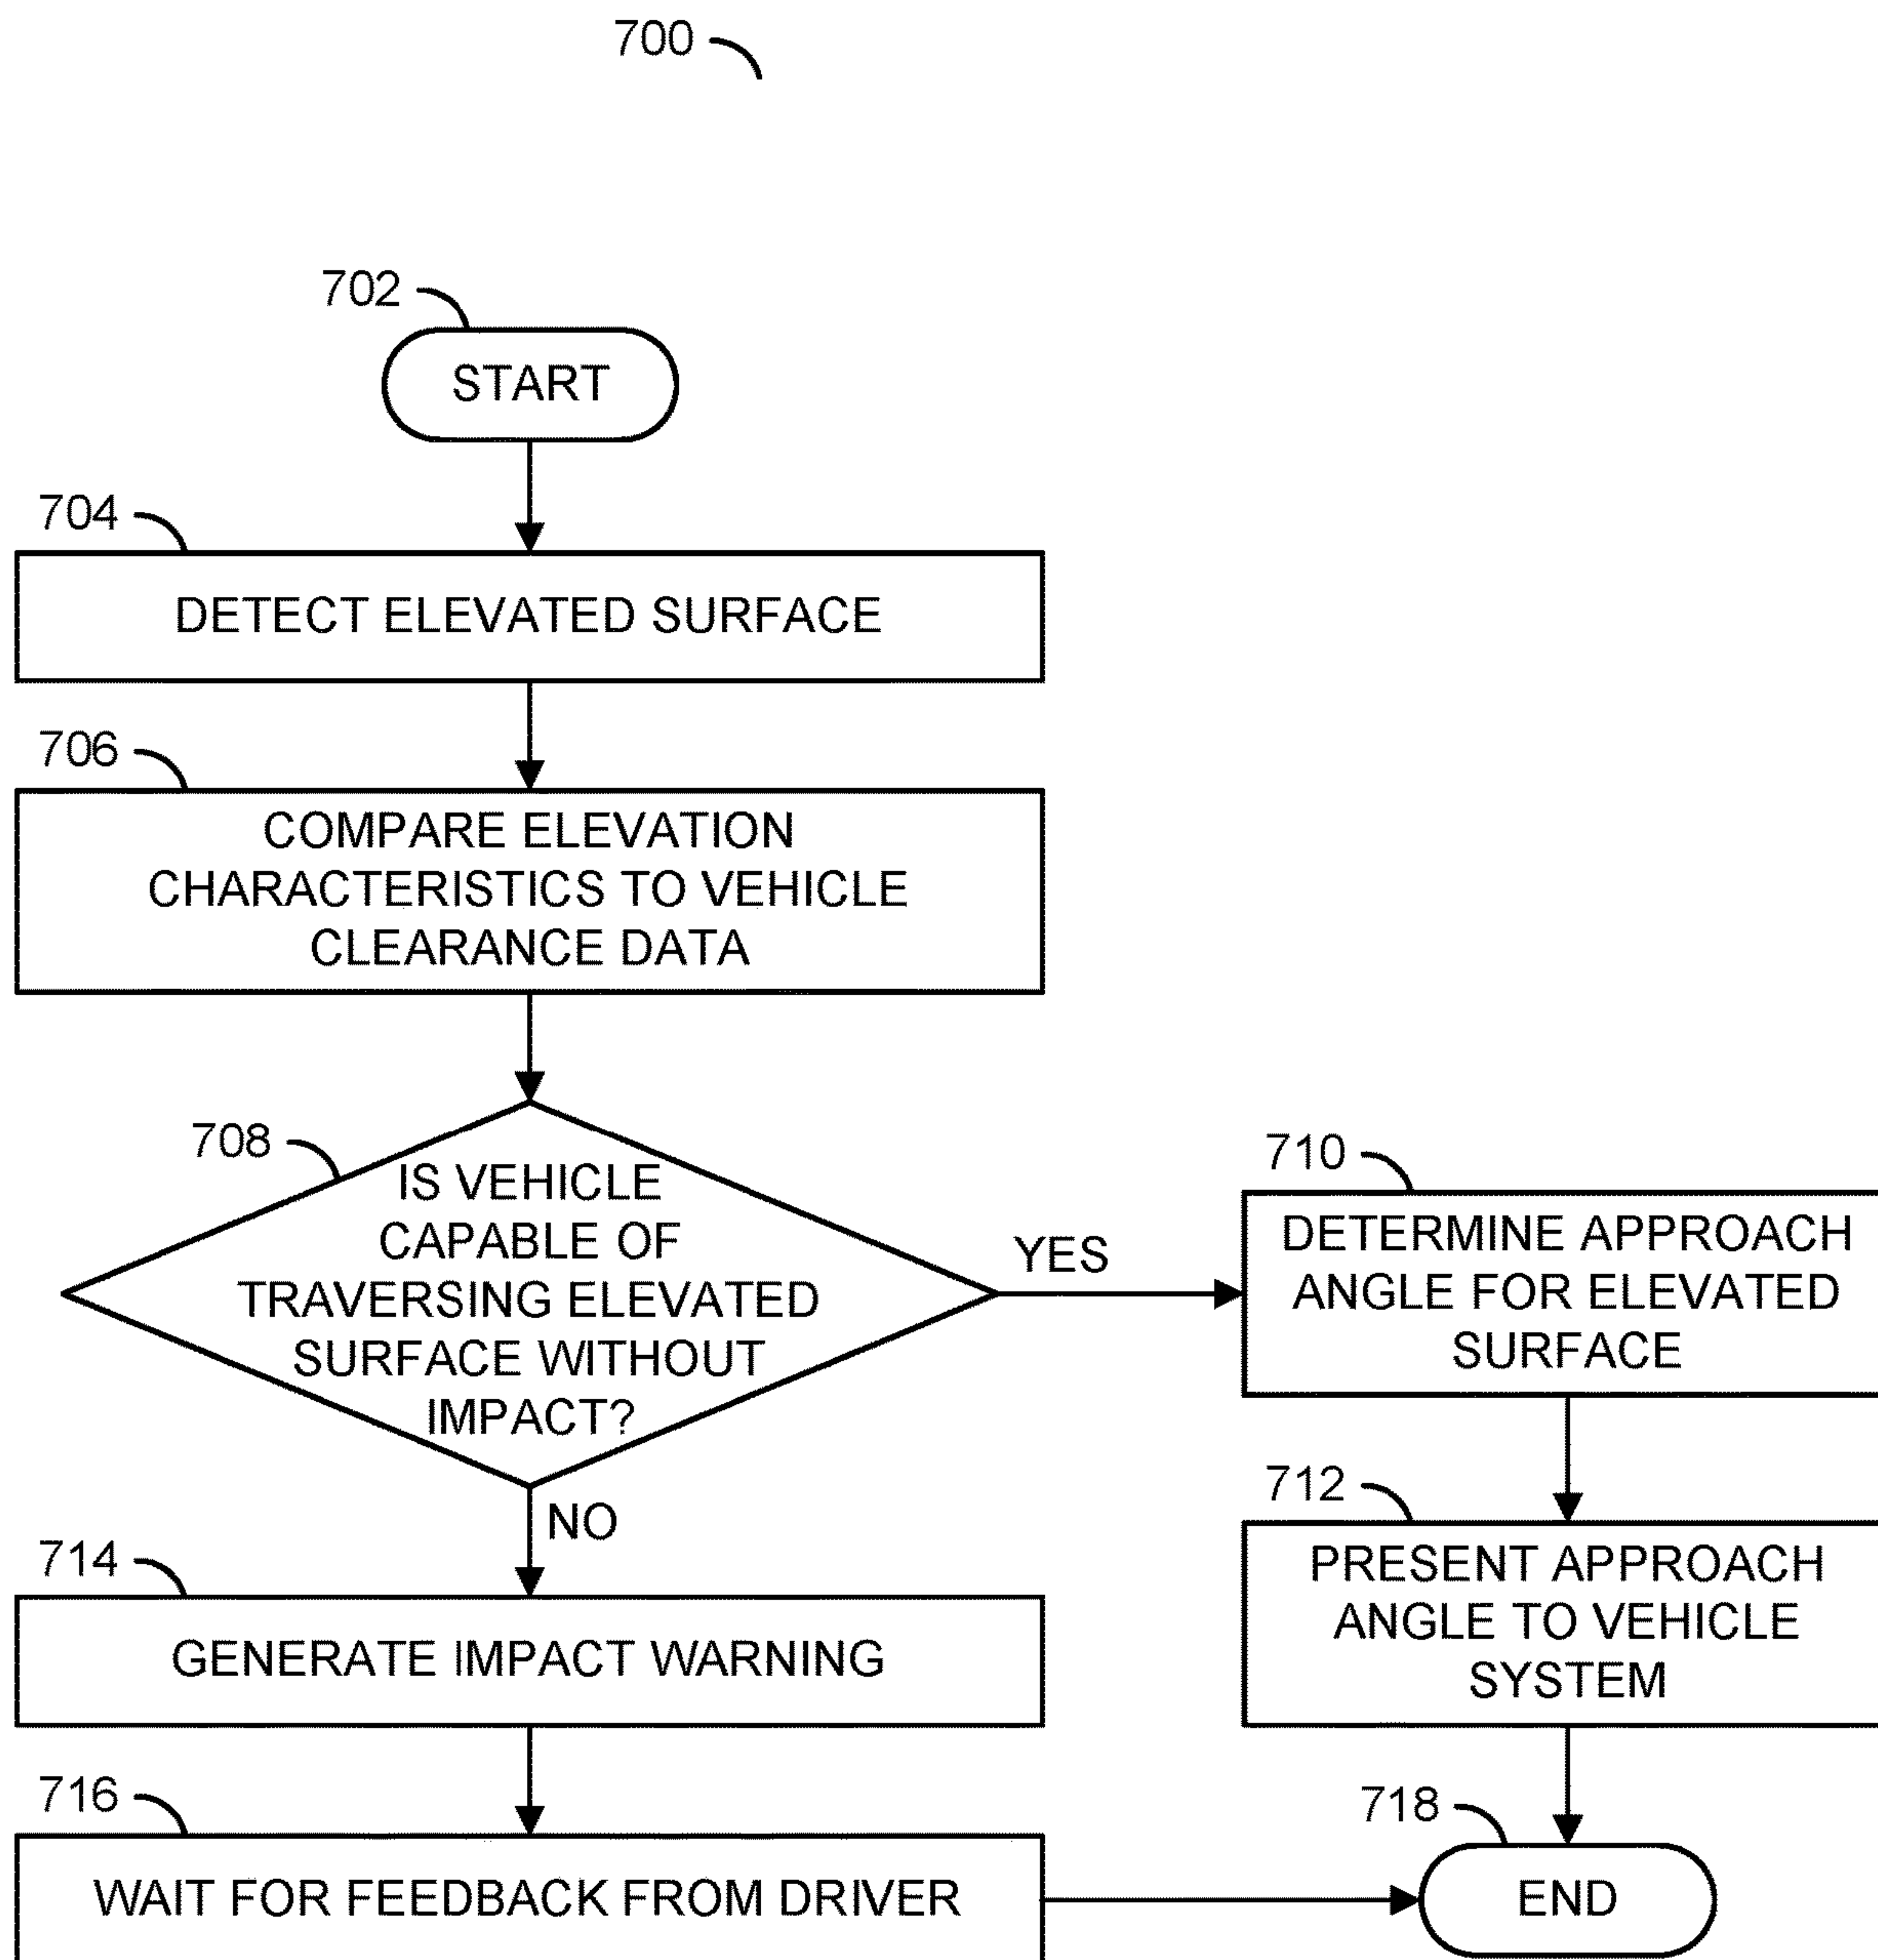 700
702
START
704
DETECT ELEVATED SURFACE
706
COMPARE ELEVATION
CHARACTERISTICS TO VEHICLE
CLEARANCE DATA
708
IS VEHICLE
CAPABLE OF
TRAVERSING ELEVATED
SURFACE WITHOUT
IMPACT?
YES
710
DETERMINE APPROACH
ANGLE FOR ELEVATED
SURFACE
712
PRESENT APPROACH
ANGLE TO VEHICLE
SYSTEM
NO
714
GENERATE IMPACT WARNING
716
WAIT FOR FEEDBACK FROM DRIVER
718
END